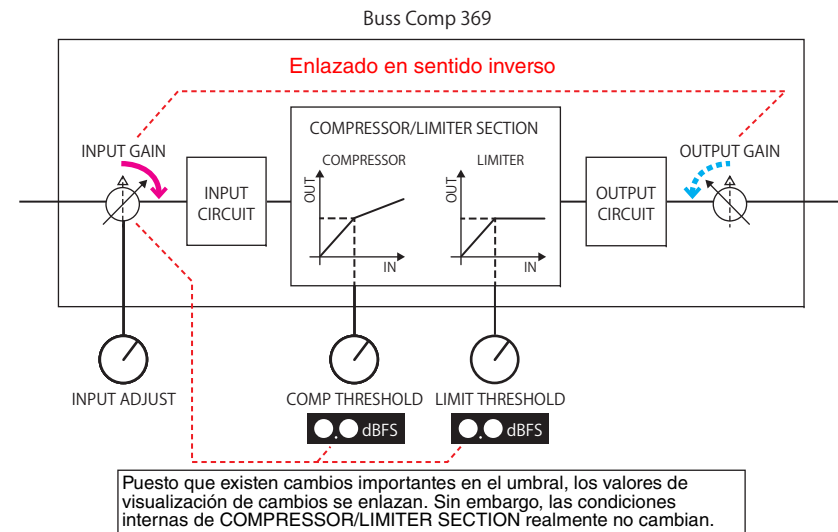 Buss Comp 369
Enlazado en sentido inverso
COMPRESSOR/LIMITER SECTION
INPUT GAIN
COMPRESSOR
LIMITER
OUTPUT GAIN
INPUT
CIRCUIT
OUT
IN
OUT
IN
OUTPUT
CIRCUIT
INPUT ADJUST
COMP THRESHOLD
LIMIT THRESHOLD
●.● dBFS
●.● dBFS
Puesto que existen cambios importantes en el umbral, los valores de
visualización de cambios se enlazan. Sin embargo, las condiciones
internas de COMPRESSOR/LIMITER SECTION realmente no cambian.